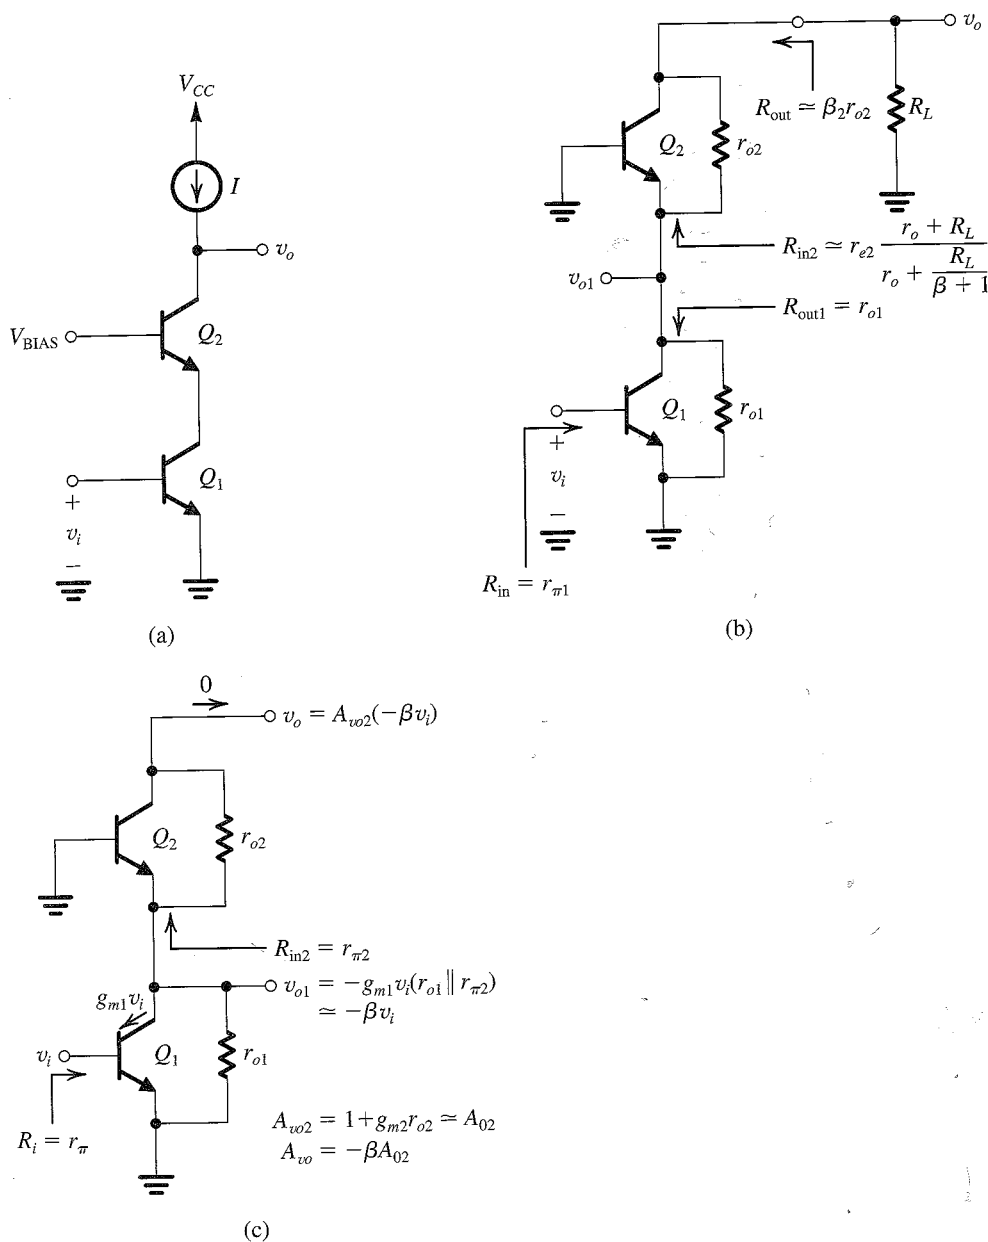 V_CC
I
v_o
V_BIAS
Q_2
Q_1
+
v_i
−
(a)
v_o
R_out ≃ β_2 r_o2
R_L
Q_2
r_o2
R_in2 ≃ r_e2 (r_o + R_L) / (r_o + R_L / (β + 1))
v_o1
R_out1 = r_o1
Q_1
r_o1
+
v_i
−
R_in = r_π1
(b)
0
v_o = A_vo2(−βv_i)
Q_2
r_o2
R_in2 = r_π2
v_o1 = −g_m1 v_i(r_o1 ∥ r_π2)
≃ −βv_i
g_m1 v_i
v_i
Q_1
r_o1
R_i = r_π
A_vo2 = 1 + g_m2 r_o2 ≃ A_02
A_vo = −βA_02
(c)